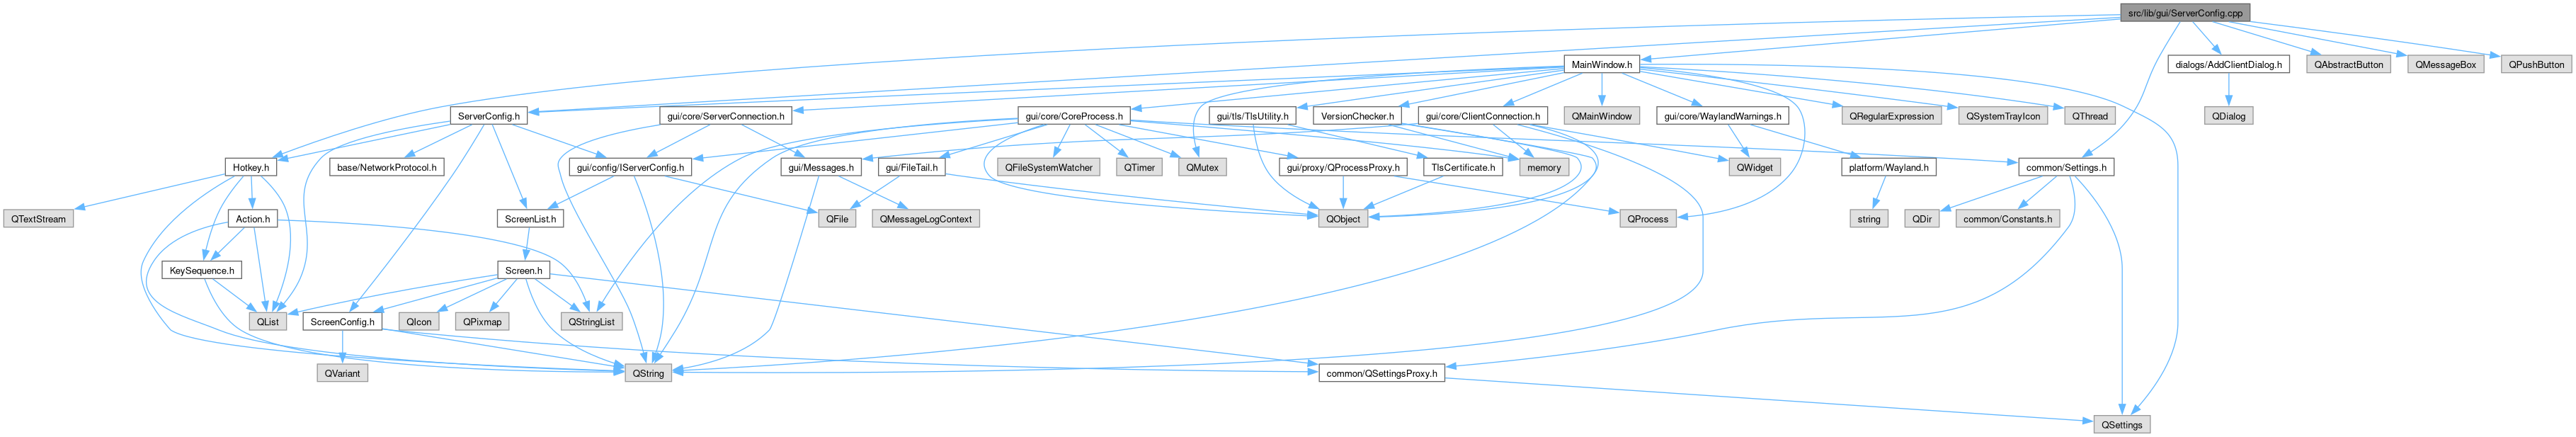 src/lib/gui/ServerConfig.cpp
MainWindow.h
dialogs/AddClientDialog.h
QAbstractButton
QMessageBox
QPushButton
ServerConfig.h
gui/core/ServerConnection.h
gui/core/CoreProcess.h
gui/tls/TlsUtility.h
VersionChecker.h
gui/core/ClientConnection.h
QMainWindow
gui/core/WaylandWarnings.h
QRegularExpression
QSystemTrayIcon
QThread
QDialog
Hotkey.h
base/NetworkProtocol.h
gui/config/IServerConfig.h
gui/Messages.h
gui/FileTail.h
QFileSystemWatcher
QTimer
QMutex
gui/proxy/QProcessProxy.h
TlsCertificate.h
memory
QWidget
platform/Wayland.h
common/Settings.h
QTextStream
Action.h
ScreenList.h
QFile
QMessageLogContext
QObject
QProcess
string
QDir
common/Constants.h
KeySequence.h
Screen.h
QList
ScreenConfig.h
QIcon
QPixmap
QStringList
QVariant
QString
common/QSettingsProxy.h
QSettings